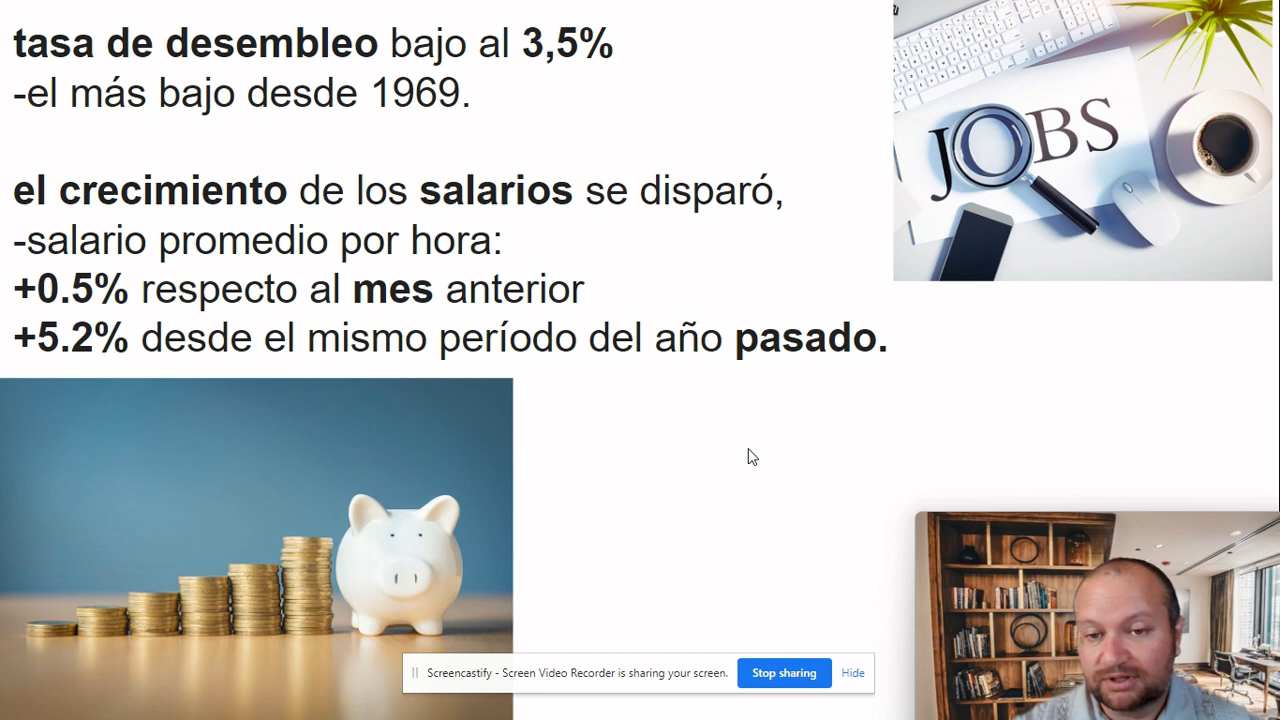 tasa de desembleo bajo al 3,5%
-el más bajo desde 1969.
el crecimiento de los salarios se disparó,
-salario promedio por hora:
+0.5% respecto al mes anterior
+5.2% desde el mismo período del año pasado.
JOBS
Screencastify - Screen Video Recorder is sharing your screen.
Stop sharing
Hide